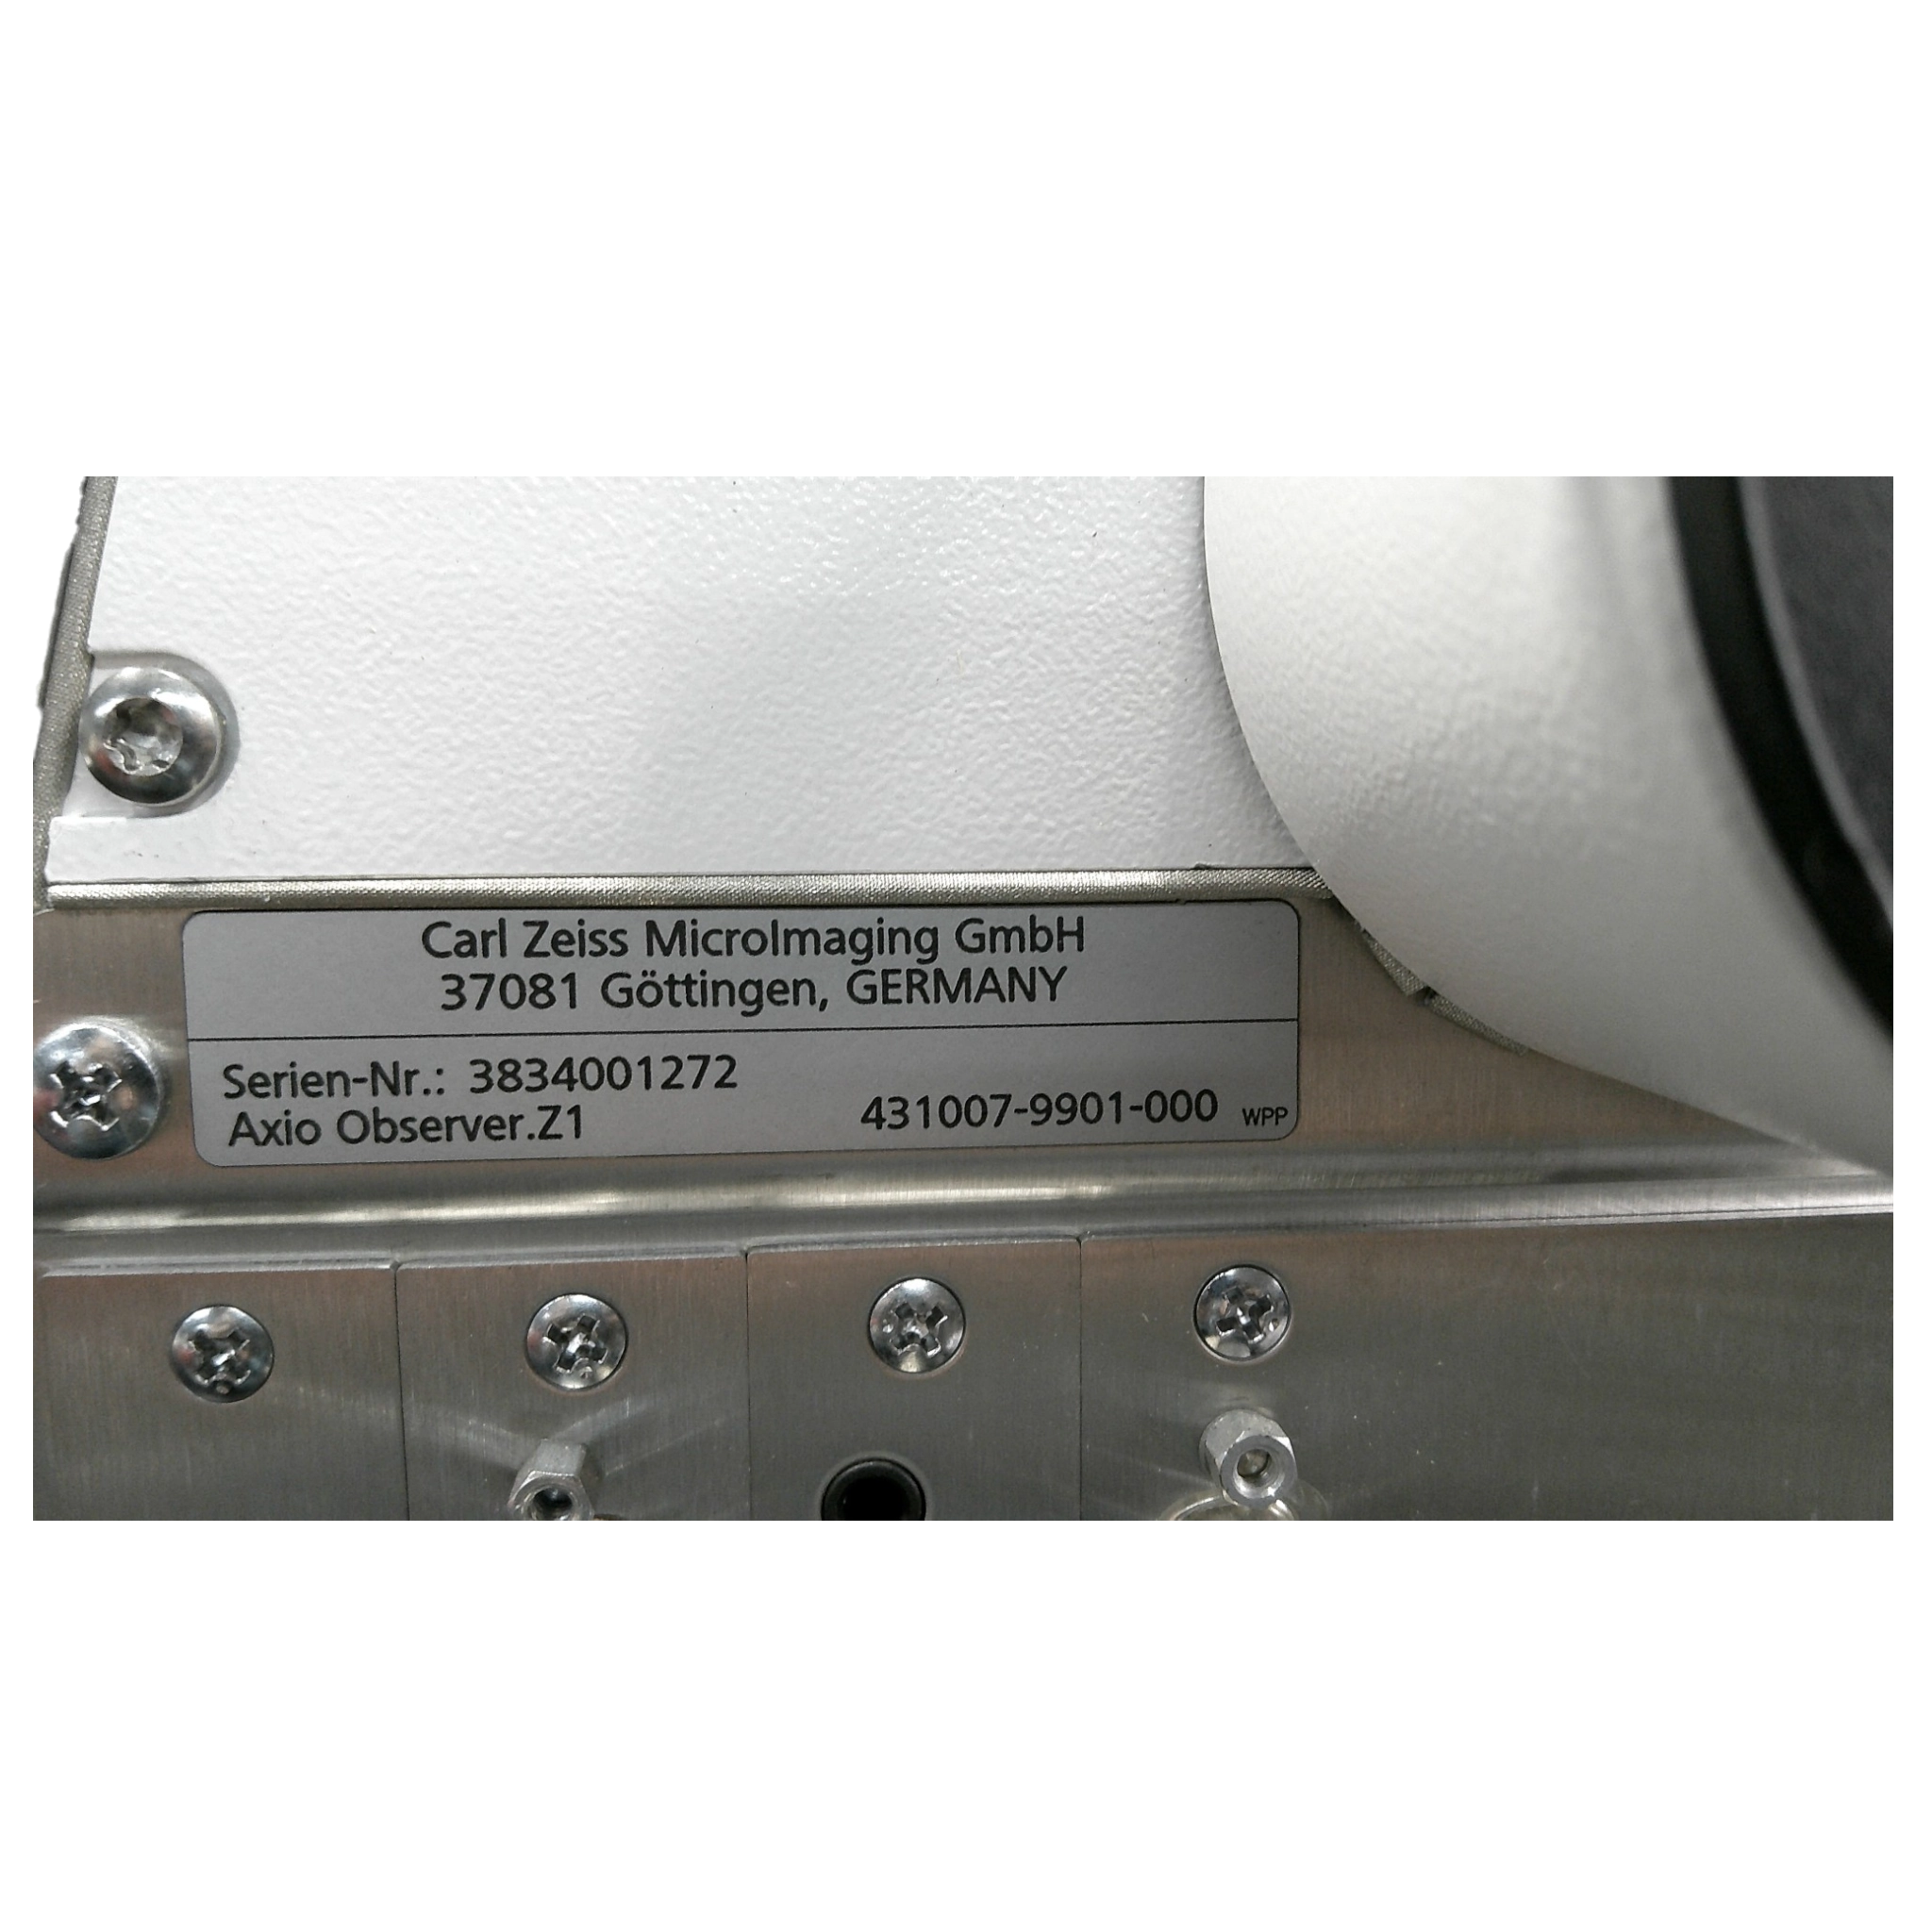 Carl Zeiss MicroImaging GmbH
37081 Göttingen, GERMANY
Serien-Nr.: 3834001272
Axio Observer.Z1 431007-9901-000 WPP